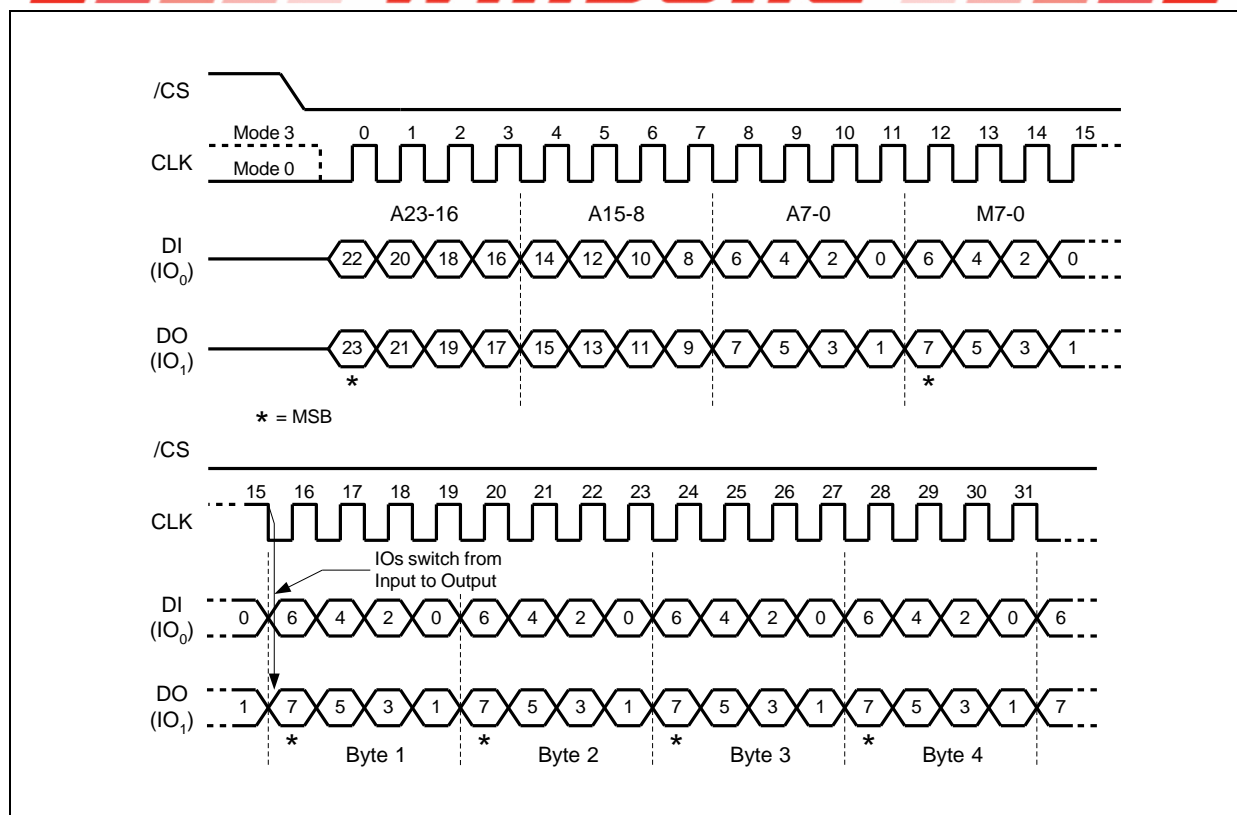 /CS
Mode 3
Mode 0
CLK
0 1 2 3 4 5 6 7 8 9 10 11 12 13 14 15
A23-16 A15-8 A7-0 M7-0
DI
(IO0)
22 20 18 16 14 12 10 8 6 4 2 0 6 4 2 0
DO
(IO1)
23 21 19 17 15 13 11 9 7 5 3 1 7 5 3 1
* *
* = MSB
/CS
CLK
15 16 17 18 19 20 21 22 23 24 25 26 27 28 29 30 31
IOs switch from
Input to Output
DI
(IO0)
0 6 4 2 0 6 4 2 0 6 4 2 0 6 4 2 0 6
DO
(IO1)
1 7 5 3 1 7 5 3 1 7 5 3 1 7 5 3 1 7
* * * *
Byte 1 Byte 2 Byte 3 Byte 4